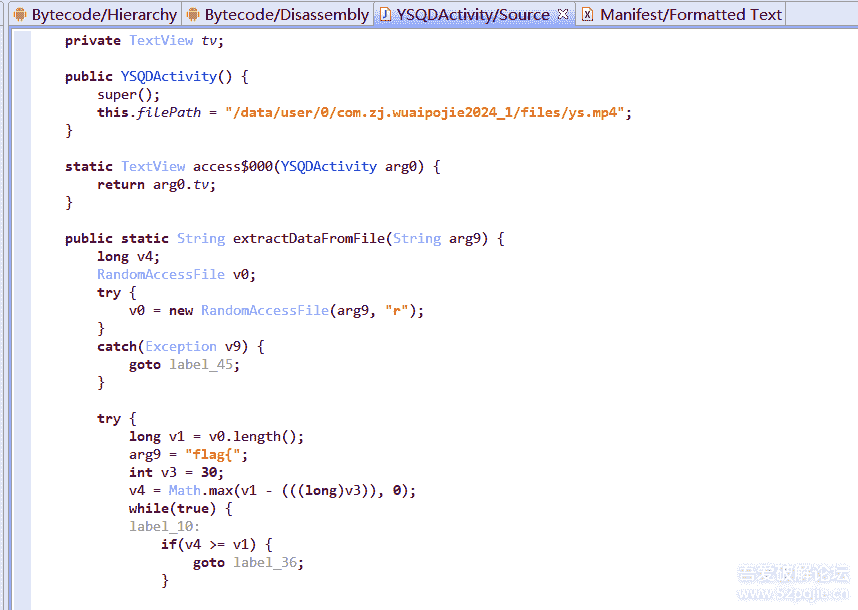 Bytecode/Hierarchy Bytecode/Disassembly YSQDActivity/Source Manifest/Formatted Text
private TextView tv;
public YSQDActivity() {
super();
this.filePath = "/data/user/0/com.zj.wuaipojie2024_1/files/ys.mp4";
}
static TextView access$000(YSQDActivity arg0) {
return arg0.tv;
}
public static String extractDataFromFile(String arg9) {
long v4;
RandomAccessFile v0;
try {
v0 = new RandomAccessFile(arg9, "r");
}
catch(Exception v9) {
goto label_45;
}
try {
long v1 = v0.length();
arg9 = "flag{";
int v3 = 30;
v4 = Math.max(v1 - (((long)v3)), 0);
while(true) {
label_10:
if(v4 >= v1) {
goto label_36;
}
吾爱破解论坛
www.52pojie.cn